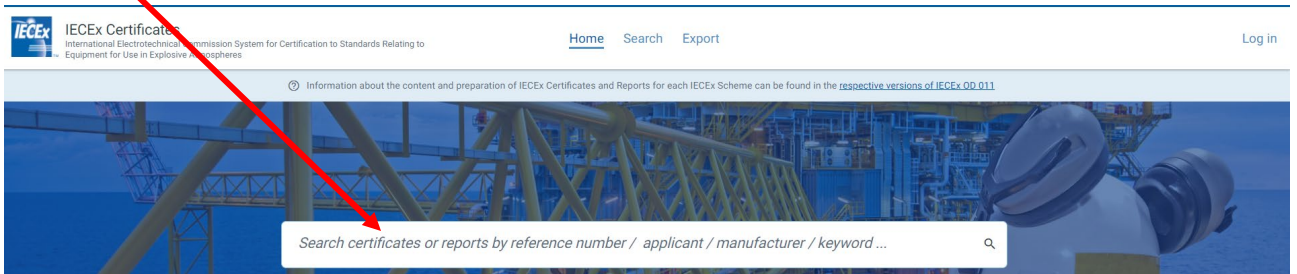 IECEx
IECEx Certificates
Home Search Export
Log in
International Electrotechnical Commission System for Certification to Standards Relating to
Equipment for Use in Explosive Atmospheres
Information about the content and preparation of IECEx Certificates and Reports for each IECEx Scheme can be found in the respective versions of IECEx OD 011
Search certificates or reports by reference number / applicant / manufacturer / keyword ...